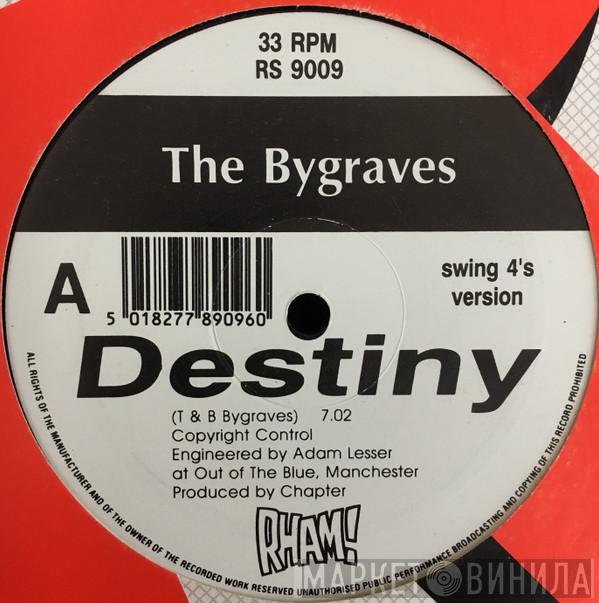 33 RPM
RS 9009
The Bygraves
A
5 018277 890960
swing 4's
version
Destiny
(T & B Bygraves) 7.02
Copyright Control
Engineered by Adam Lesser
at Out of The Blue, Manchester
Produced by Chapter
RHAM!
ALL RIGHTS OF THE MANUFACTURER AND OF THE OWNER OF THE RECORDED WORK RESERVED UNAUTHORISED PUBLIC PERFORMANCE BROADCASTING AND COPYING OF THIS RECORD PROHIBITED
МАРКЕТ ВИНИЛА